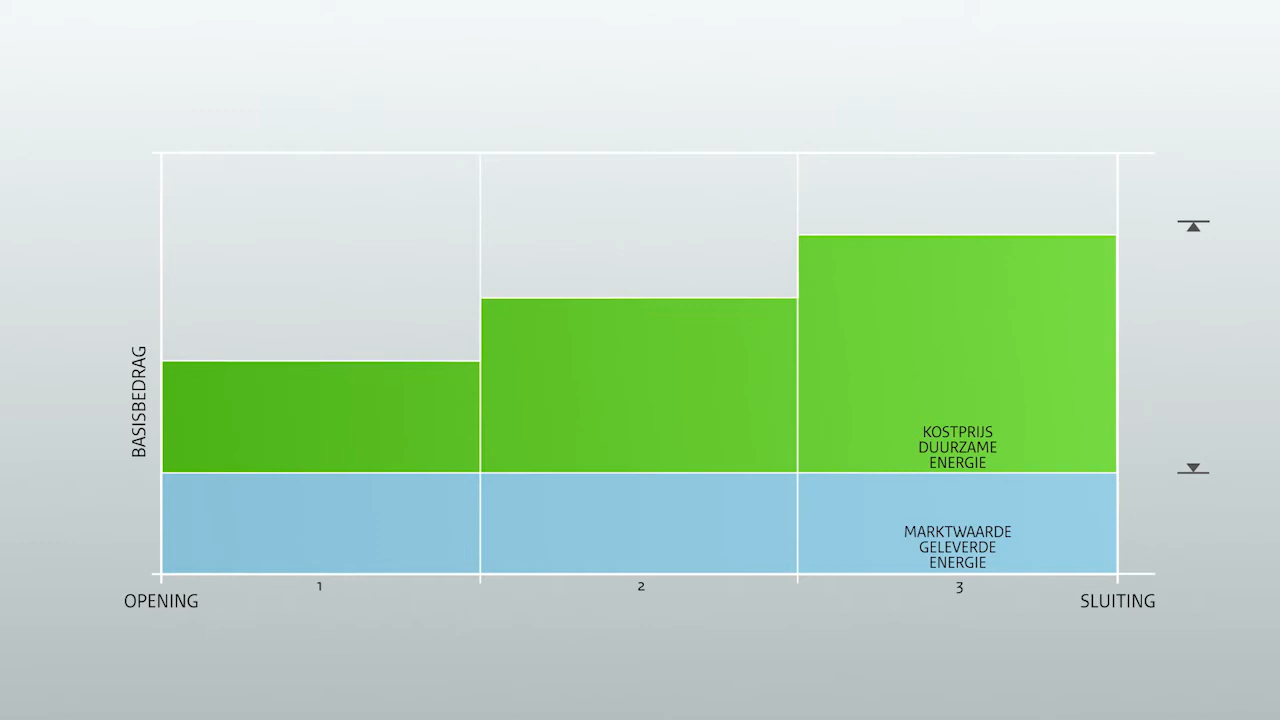 BASISBEDRAG
KOSTPRIJS
DUURZAME
ENERGIE
MARKTWAARDE
GELEVERDE
ENERGIE
1
2
3
OPENING
SLUITING